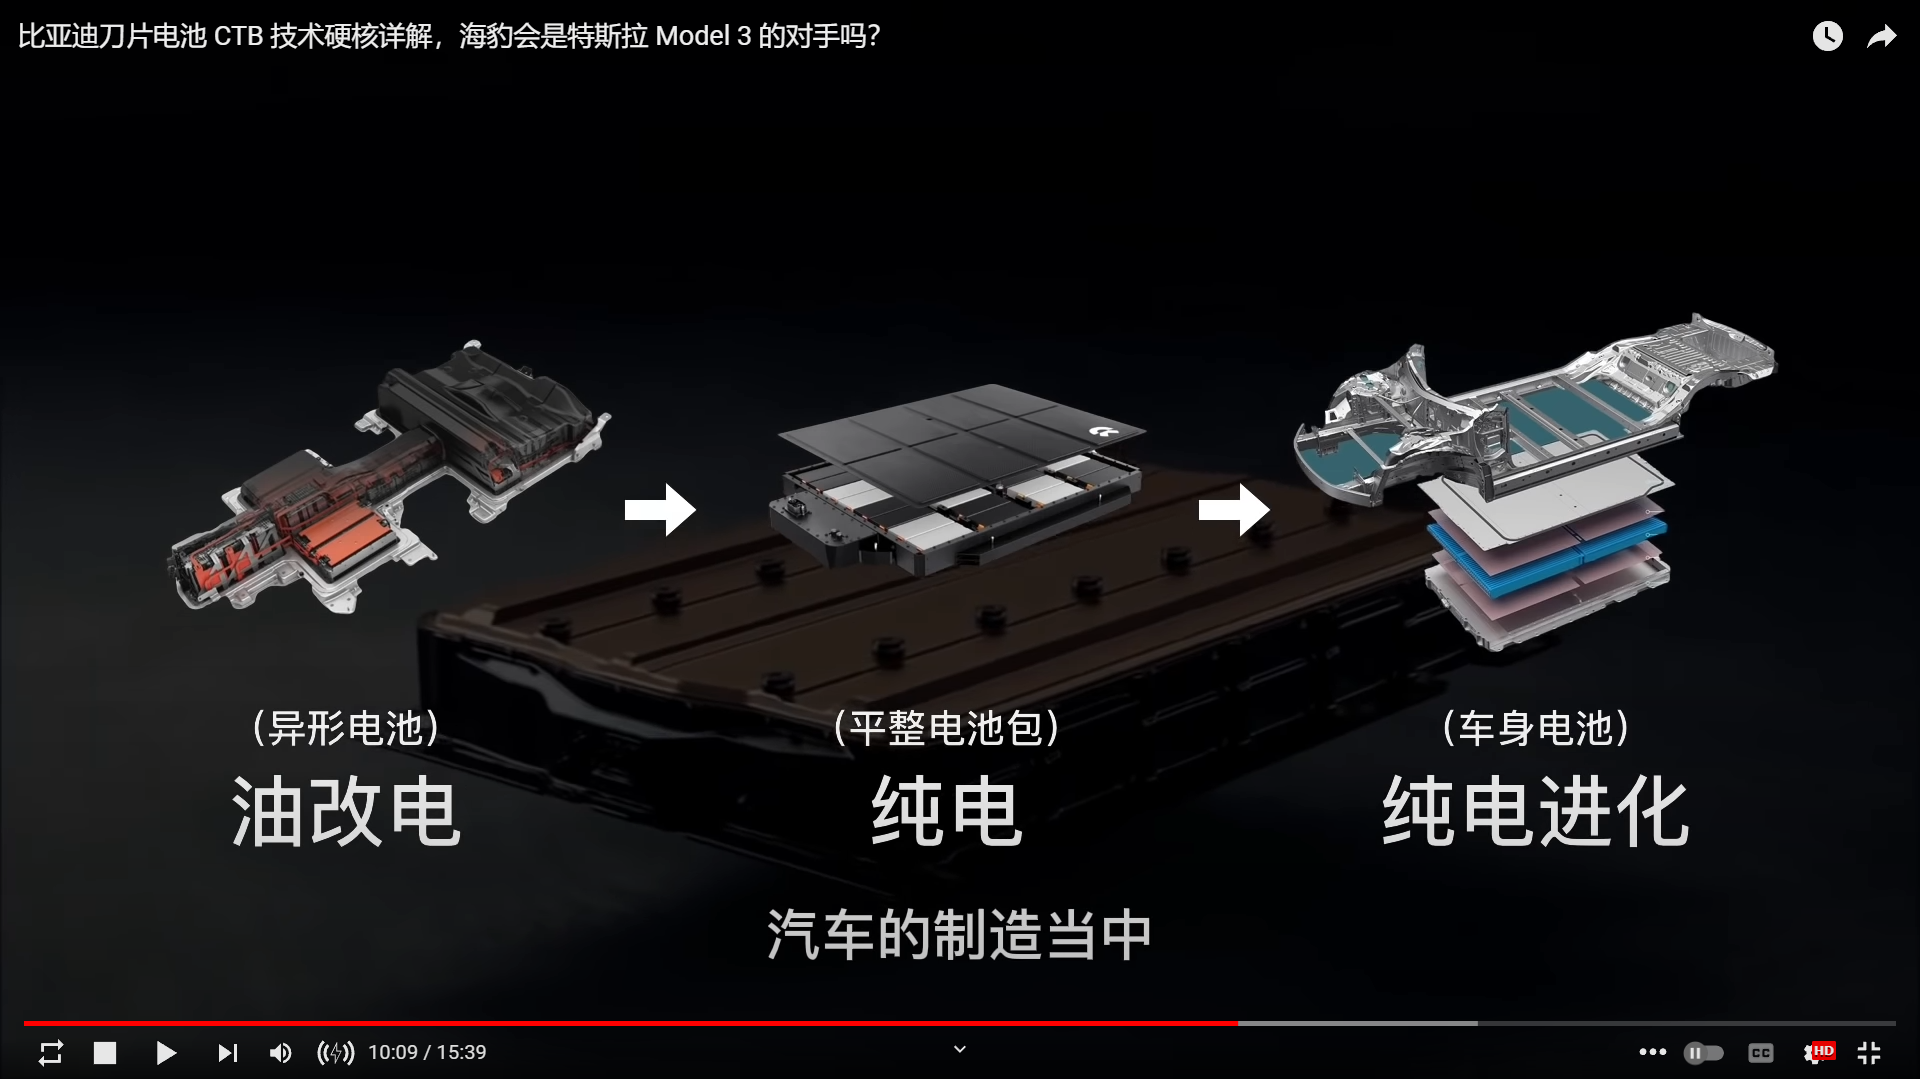 比亚迪刀片电池 CTB 技术硬核详解，海豹会是特斯拉 Model 3 的对手吗？
（异形电池）
油改电
（平整电池包）
纯电
（车身电池）
纯电进化
汽车的制造当中
10:09 / 15:39
CC
HD